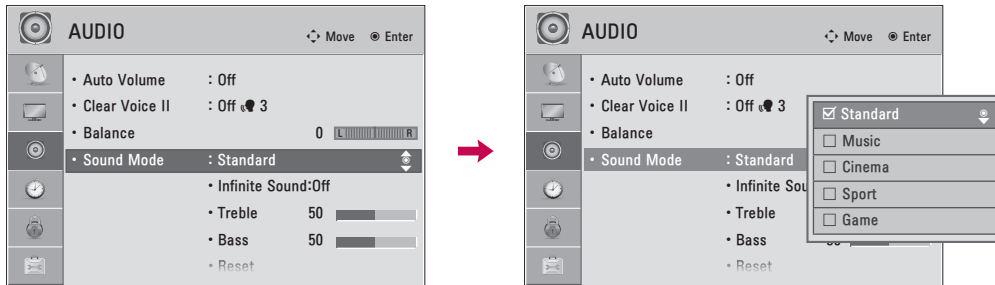 AUDIO
Move Enter
• Auto Volume : Off
• Clear Voice II : Off 3
• Balance 0 L R
• Sound Mode : Standard
• Infinite Sound:Off
• Treble 50
• Bass 50
• Reset
AUDIO
Move Enter
• Auto Volume : Off
• Clear Voice II : Off 3
• Balance
• Sound Mode : Standard
• Infinite Sou
• Treble
• Bass
• Reset
Standard
Music
Cinema
Sport
Game